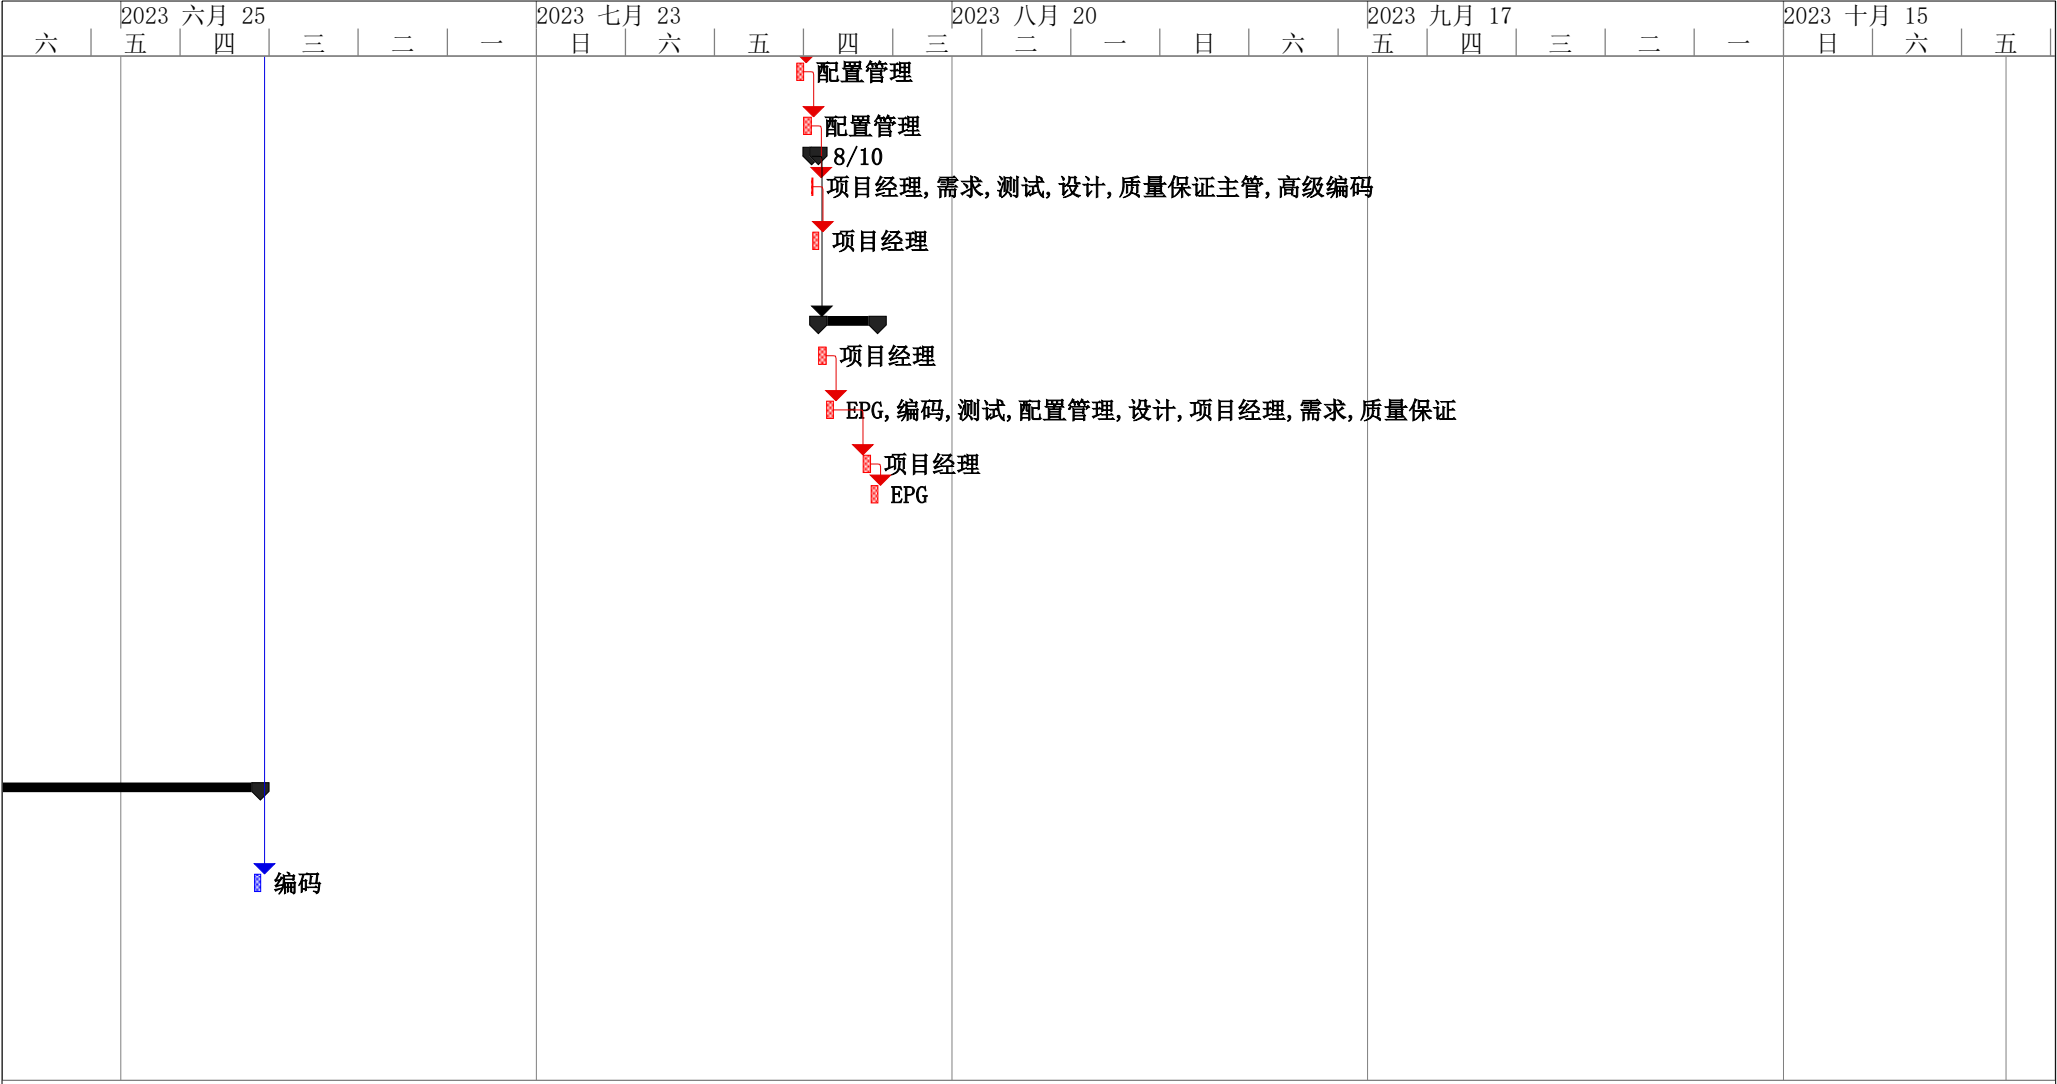 2023 六月 25 2023 七月 23 2023 八月 20 2023 九月 17 2023 十月 15
六 五 四 三 二 一 日 六 五 四 三 二 一 日 六 五 四 三 二 一 日 六 五
配置管理
配置管理
8/10
项目经理,需求,测试,设计,质量保证主管,高级编码
项目经理
项目经理
EPG,编码,测试,配置管理,设计,项目经理,需求,质量保证
项目经理
EPG
编码